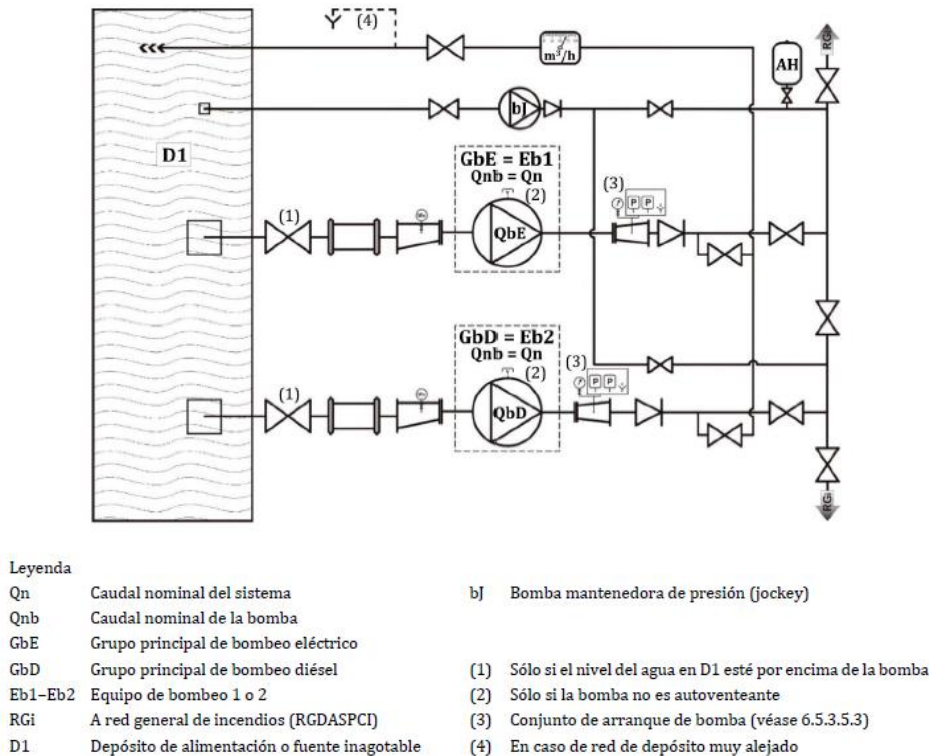 (4)
m³/h
RGi
AH
bJ
D1
GbE = Eb1
Qnb = Qn
(2)
(3)
P P
(1)
QbE
GbD = Eb2
Qnb = Qn
(2)
(3)
P P
(1)
QbD
RGi
Leyenda
Qn Caudal nominal del sistema
Qnb Caudal nominal de la bomba
GbE Grupo principal de bombeo eléctrico
GbD Grupo principal de bombeo diésel
Eb1–Eb2 Equipo de bombeo 1 o 2
RGi A red general de incendios (RGDASPCI)
D1 Depósito de alimentación o fuente inagotable
bJ Bomba mantenedora de presión (jockey)
(1) Sólo si el nivel del agua en D1 esté por encima de la bomba
(2) Sólo si la bomba no es autoventeante
(3) Conjunto de arranque de bomba (véase 6.5.3.5.3)
(4) En caso de red de depósito muy alejado